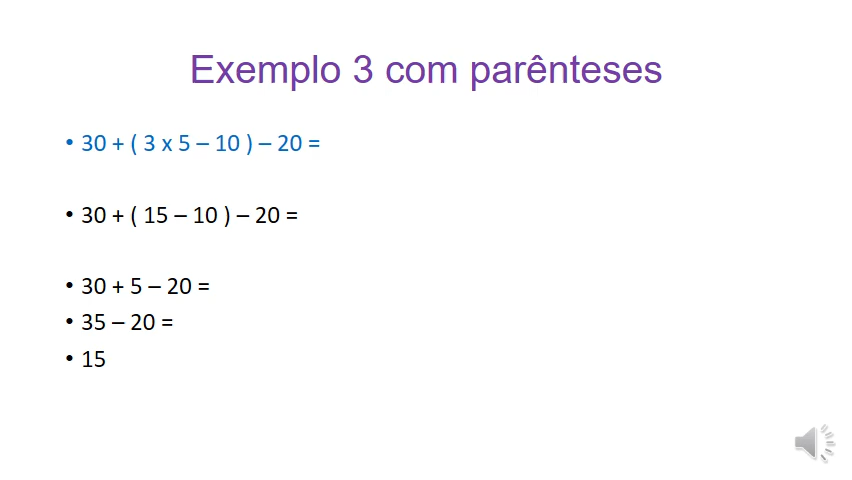 Exemplo 3 com parênteses
• 30 + ( 3 x 5 – 10 ) – 20 =
• 30 + ( 15 – 10 ) – 20 =
• 30 + 5 – 20 =
• 35 – 20 =
• 15